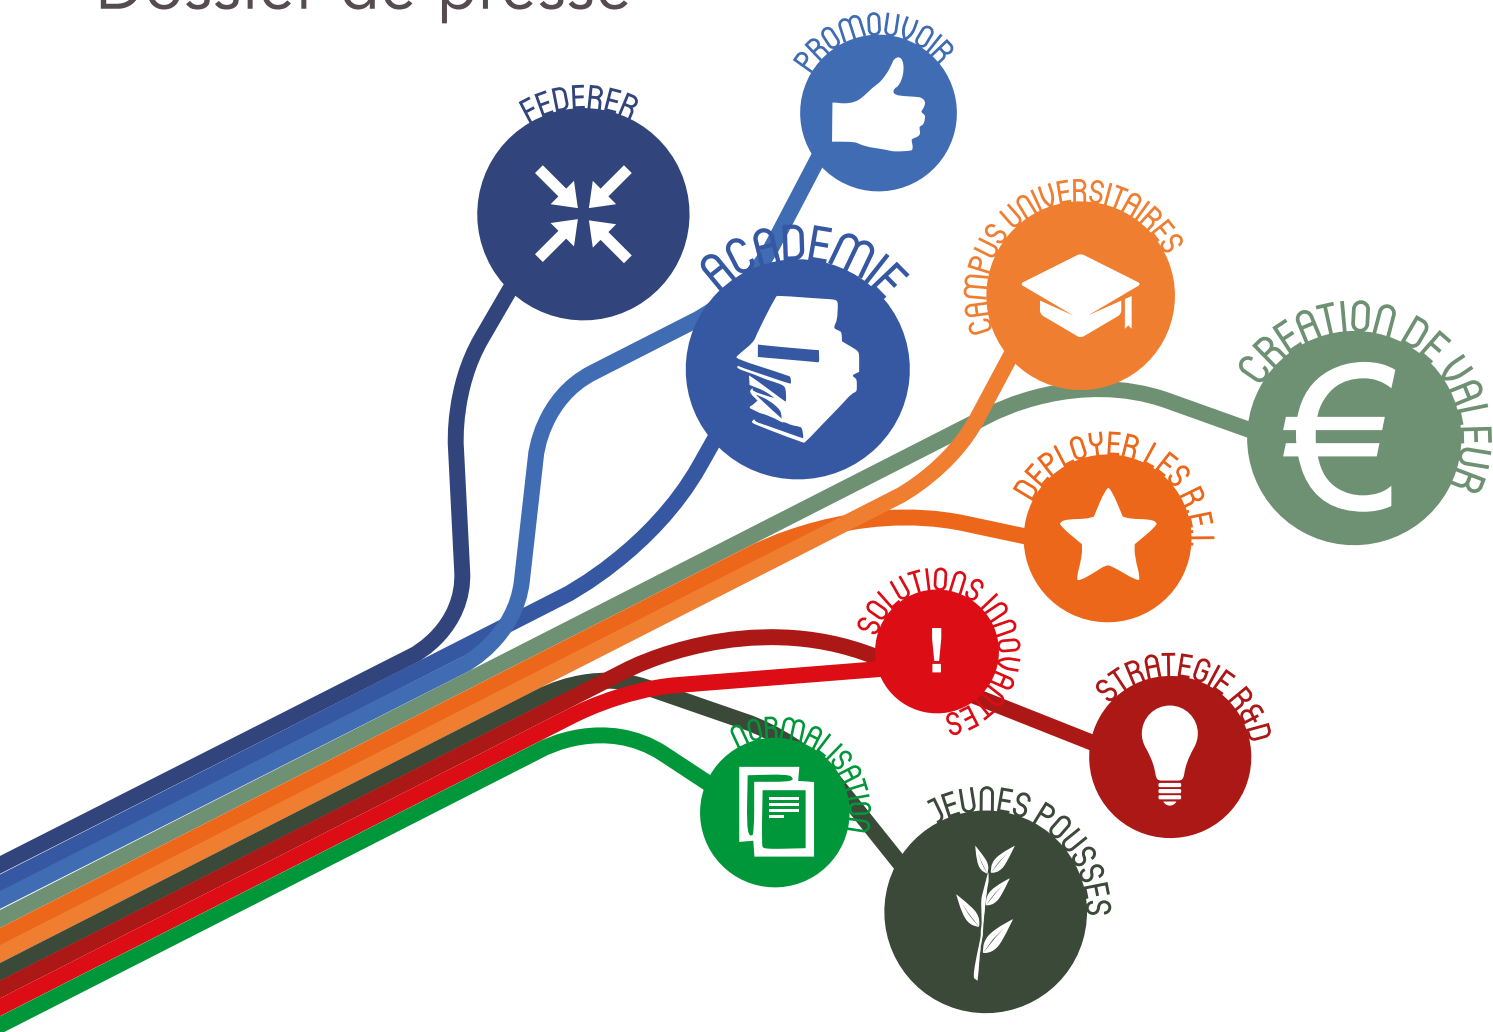 Dossier de presse
PROMOUVOIR
FEDERER
ACADEMIE
CAMPUS UNIVERSITAIRES
CREATION DE VALEUR
DEPLOYER LES R.E.I.
SOLUTIONS INNOVANTES
!
STRATEGIE R&D
NORMALISATION
JEUNES POUSSES
€